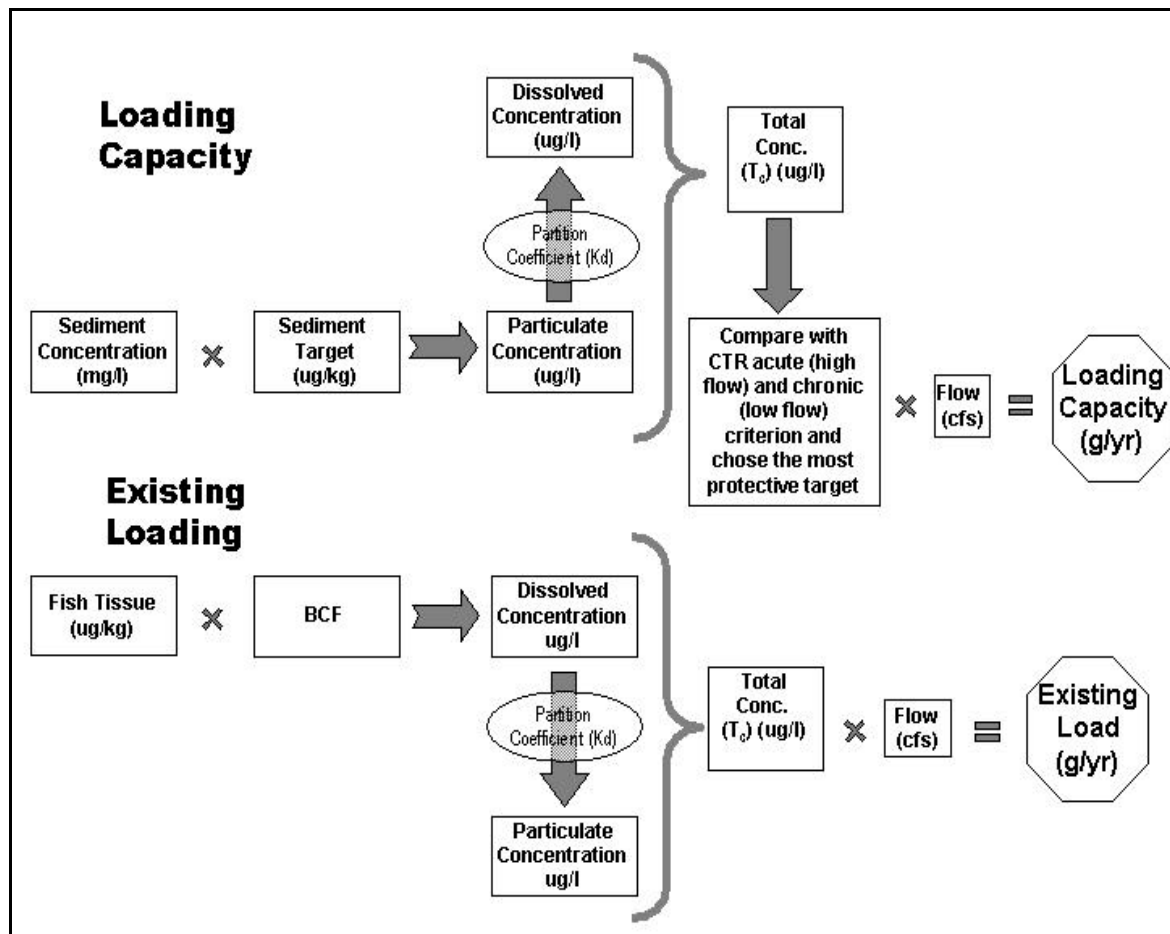 Loading
Capacity
Dissolved
Concentration
(ug/l)
Partition
Coefficient (Kd)
Sediment
Concentration
(mg/l)
×
Sediment
Target
(ug/kg)
Particulate
Concentration
(ug/l)
Total
Conc.
(Tc) (ug/l)
Compare with
CTR acute (high
flow) and chronic
(low flow)
criterion and
chose the most
protective target
×
Flow
(cfs)
=
Loading
Capacity
(g/yr)
Existing
Loading
Fish Tissue
(ug/kg)
×
BCF
Dissolved
Concentration
ug/l
Partition
Coefficient (Kd)
Particulate
Concentration
ug/l
Total
Conc.
(Tc) (ug/l)
×
Flow
(cfs)
=
Existing
Load
(g/yr)